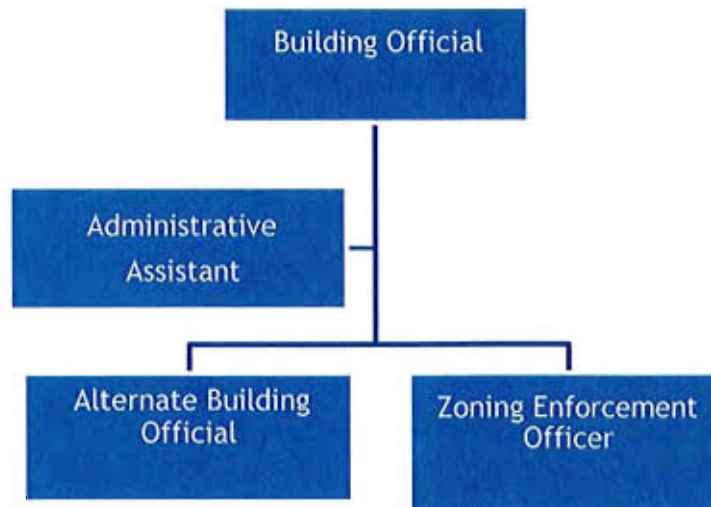 Building Official
Administrative
Assistant
Alternate Building
Official
Zoning Enforcement
Officer